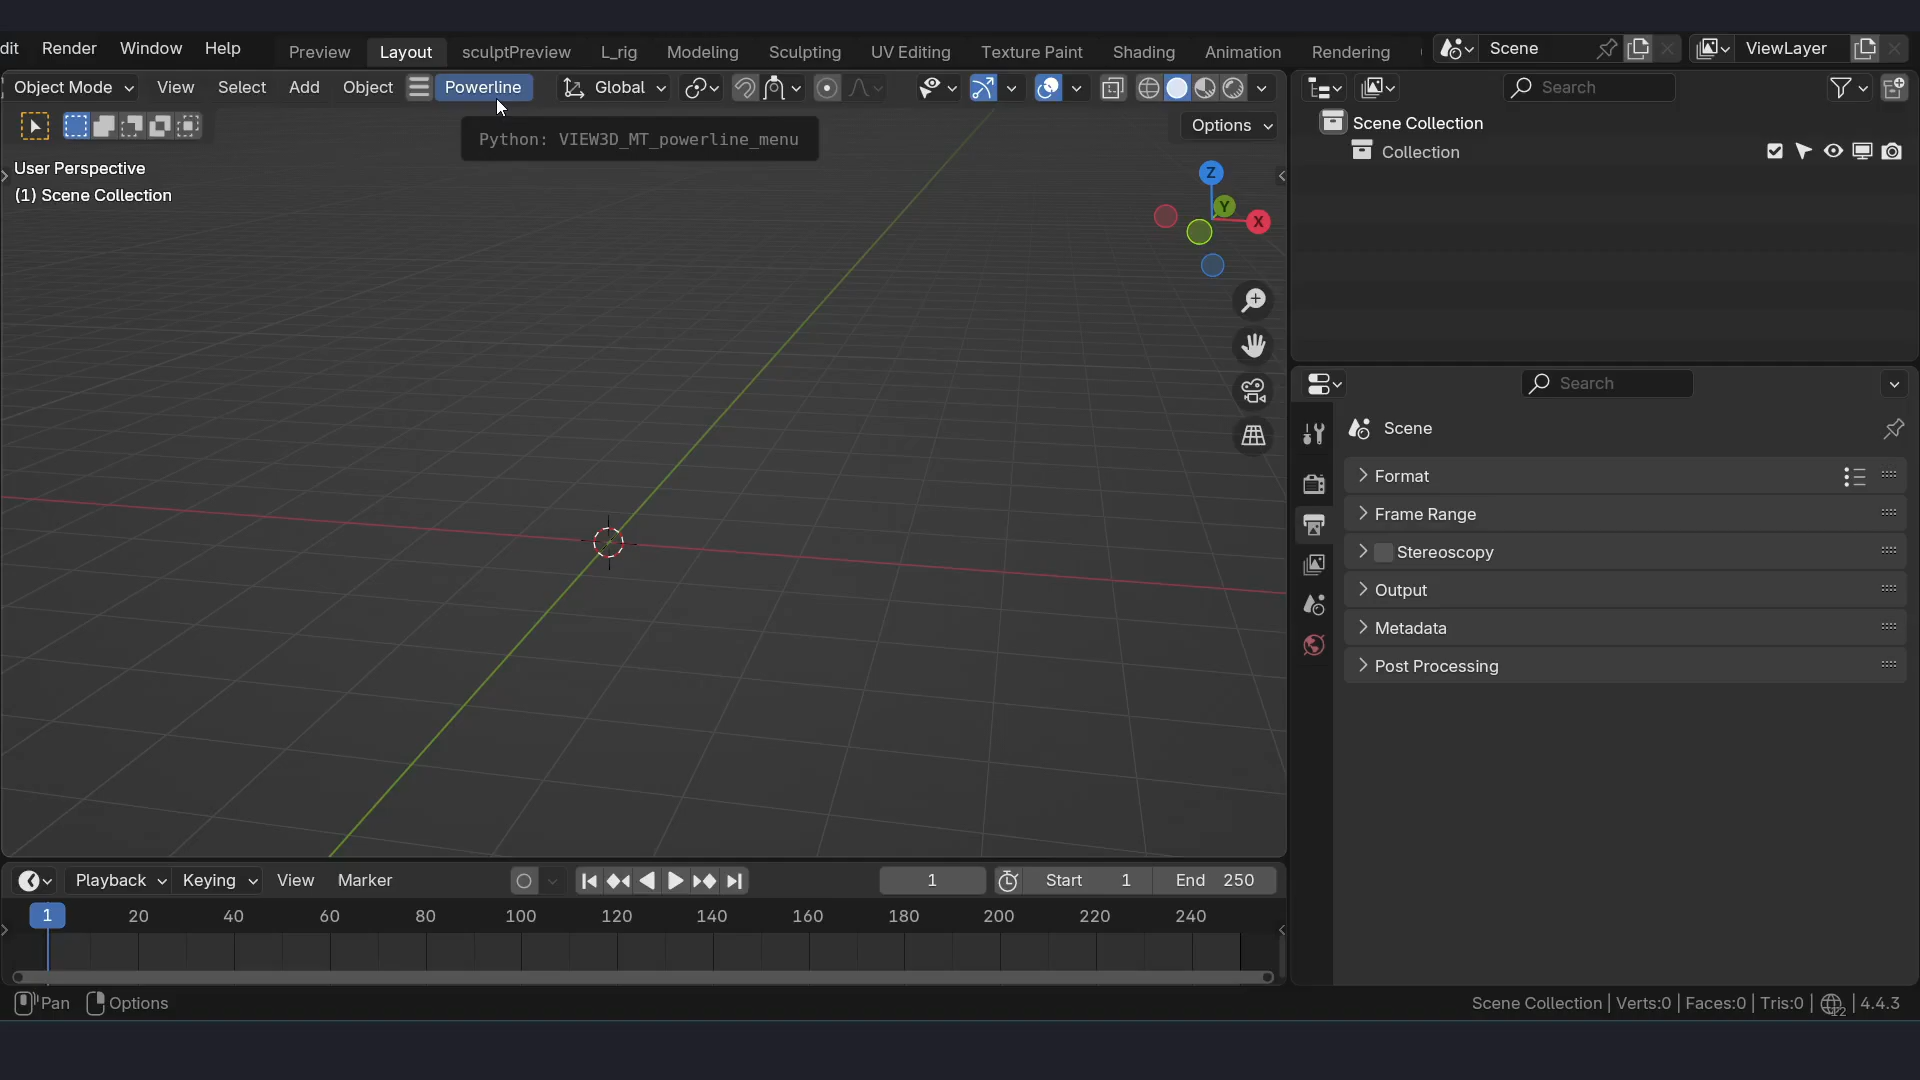 dit Render Window Help Preview Layout sculptPreview L_rig Modeling Sculpting UV Editing Texture Paint Shading Animation Rendering Scene ViewLayer
Object Mode View Select Add Object Powerline Global Search
Options
Python: VIEW3D_MT_powerline_menu
User Perspective
(1) Scene Collection
Z
Y
X
Scene Collection
Collection
Search
Scene
Format
Frame Range
Stereoscopy
Output
Metadata
Post Processing
Playback Keying View Marker 1 Start 1 End 250
1 20 40 60 80 100 120 140 160 180 200 220 240
Pan Options Scene Collection | Verts:0 | Faces:0 | Tris:0 | 12 | 4.4.3